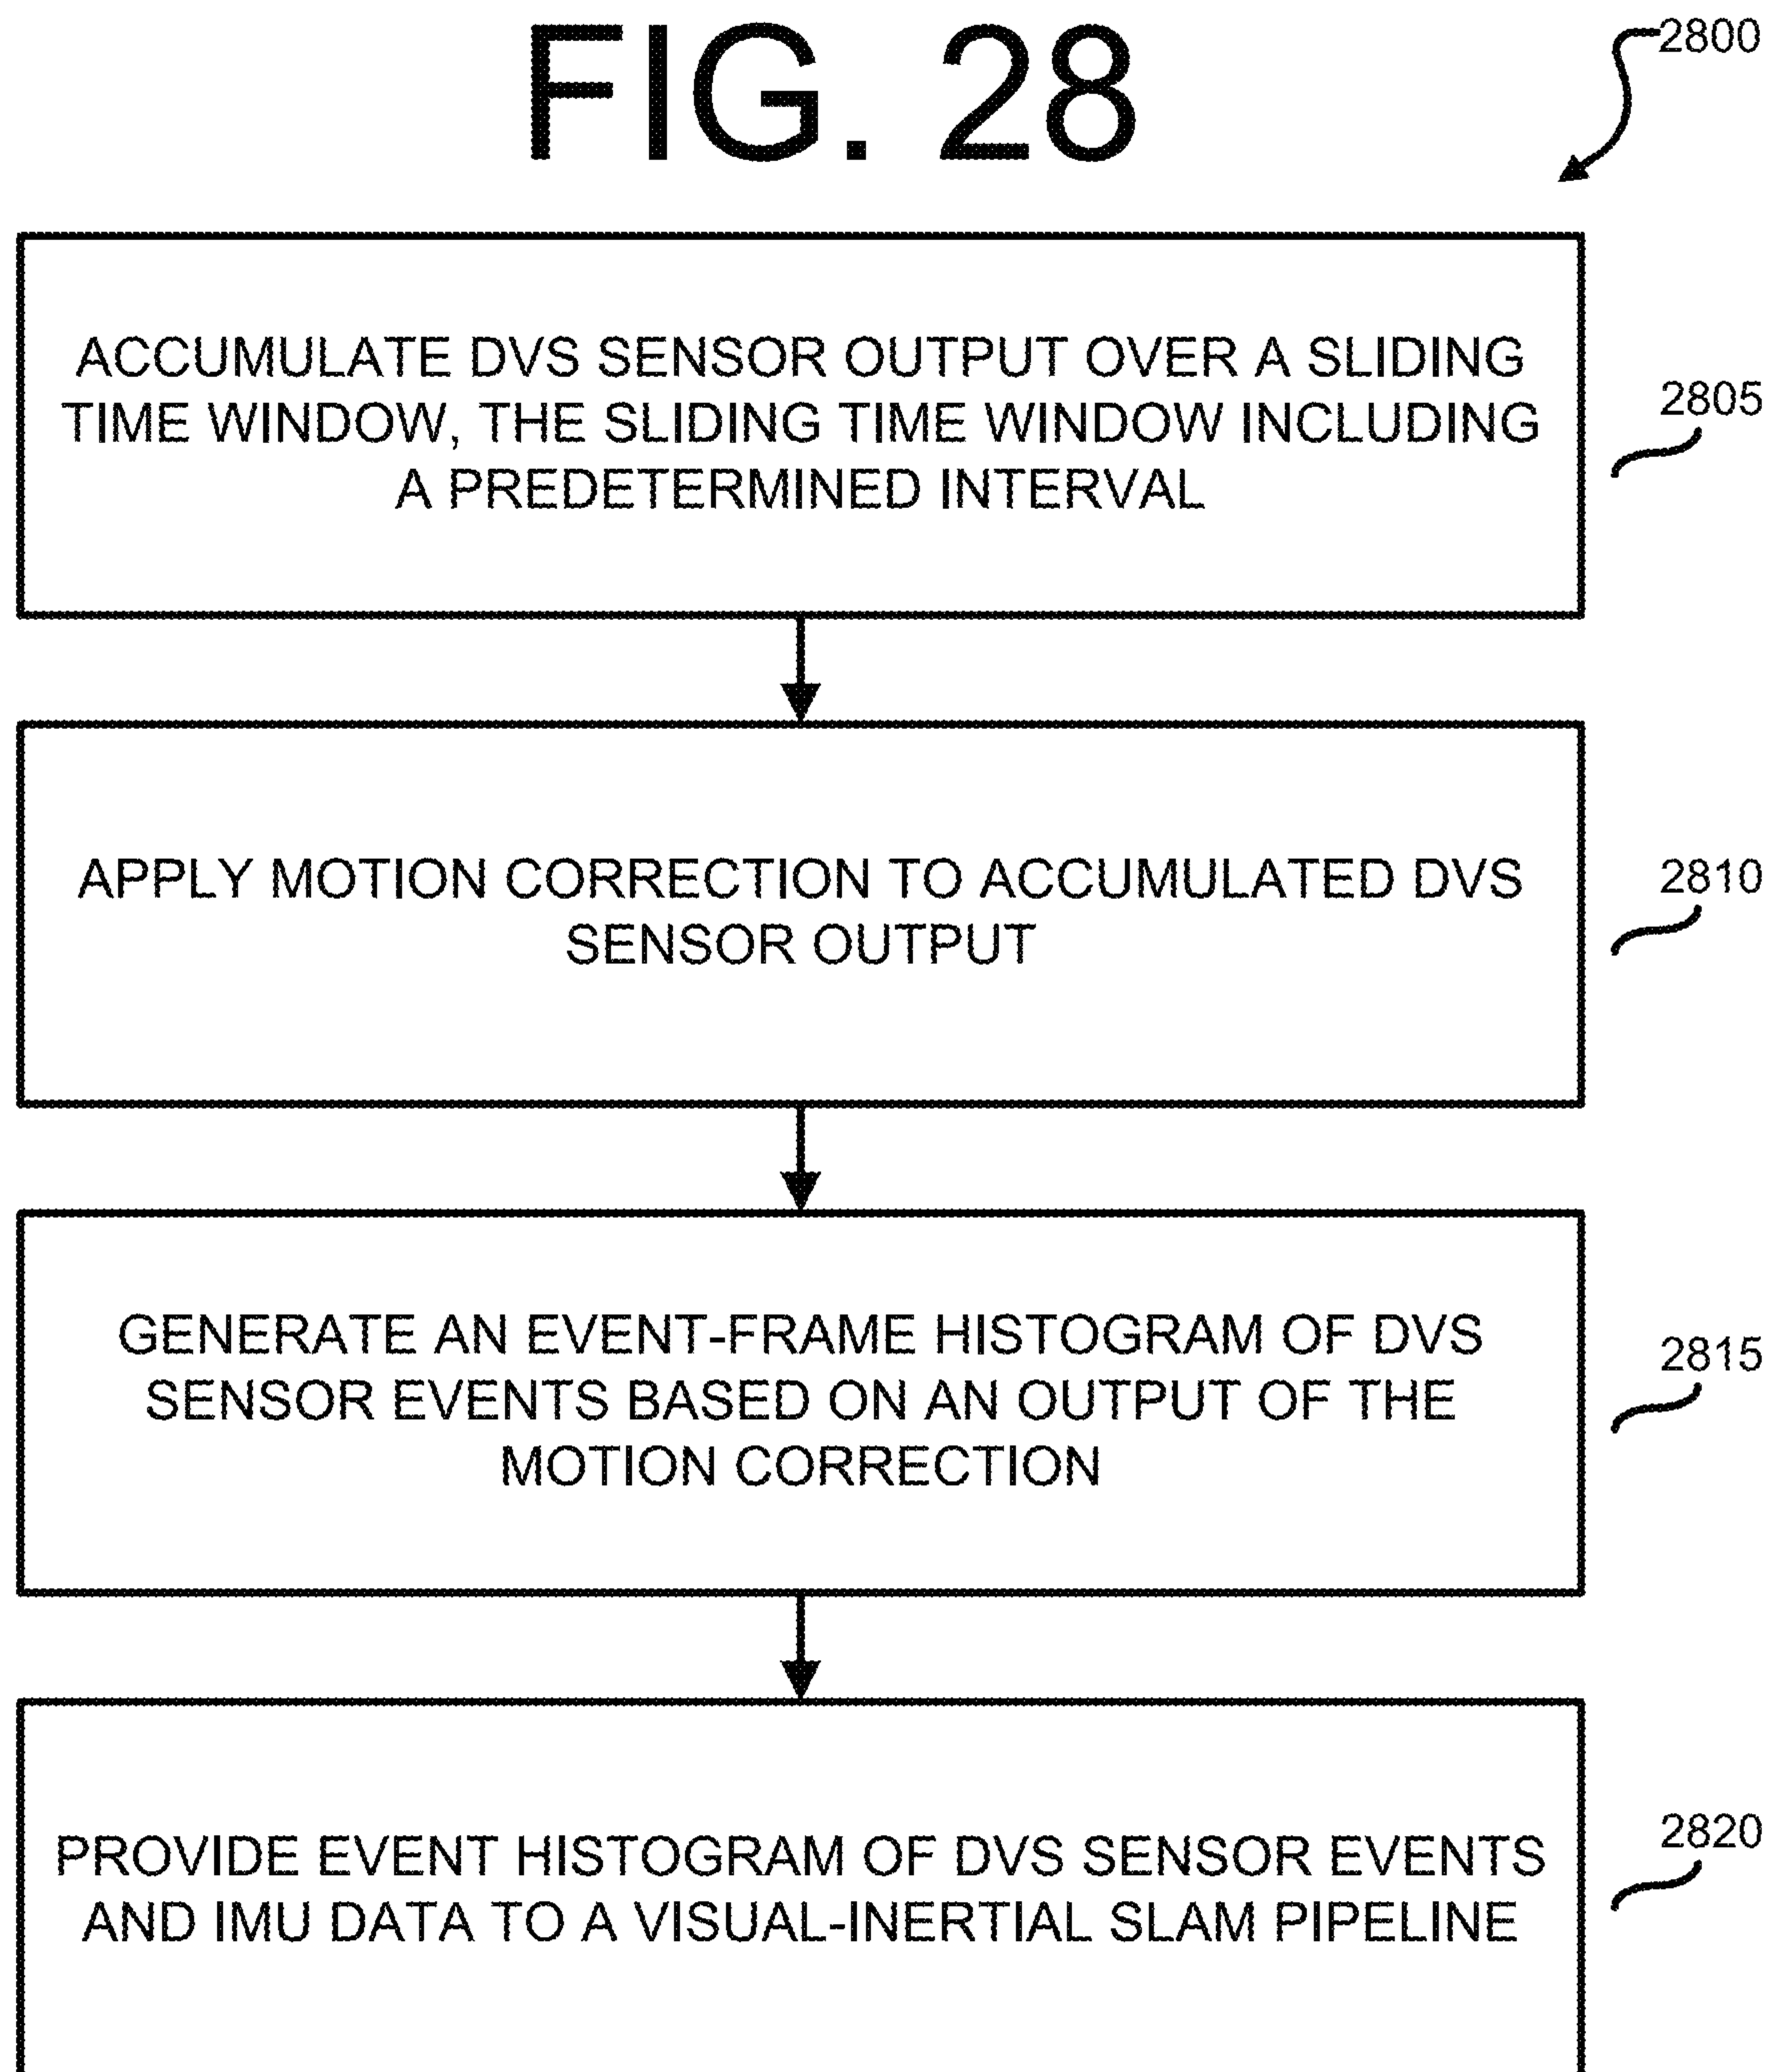 FIG. 28
2800
ACCUMULATE DVS SENSOR OUTPUT OVER A SLIDING
TIME WINDOW, THE SLIDING TIME WINDOW INCLUDING
A PREDETERMINED INTERVAL
2805
APPLY MOTION CORRECTION TO ACCUMULATED DVS
SENSOR OUTPUT
2810
GENERATE AN EVENT-FRAME HISTOGRAM OF DVS
SENSOR EVENTS BASED ON AN OUTPUT OF THE
MOTION CORRECTION
2815
PROVIDE EVENT HISTOGRAM OF DVS SENSOR EVENTS
AND IMU DATA TO A VISUAL-INERTIAL SLAM PIPELINE
2820